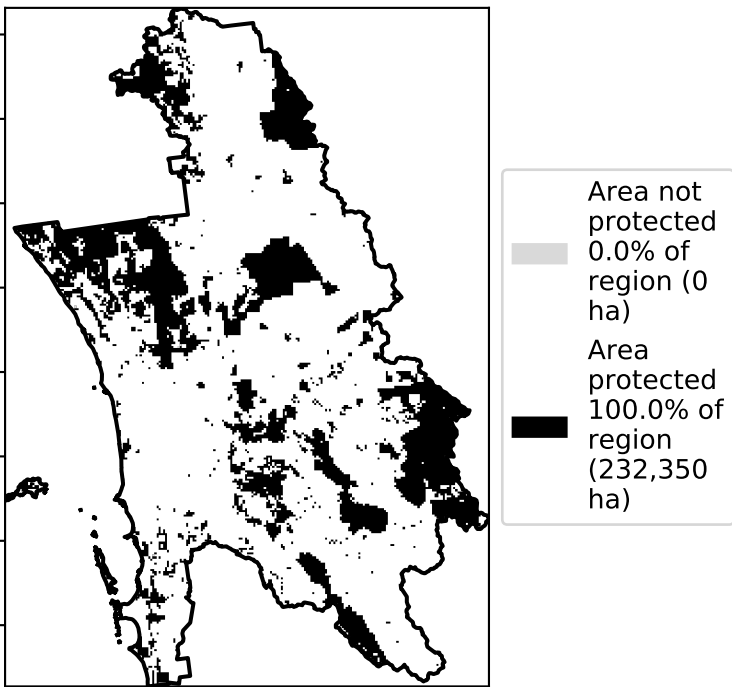 Area not
protected
0.0% of
region (0
ha)
Area
protected
100.0% of
region
(232,350
ha)